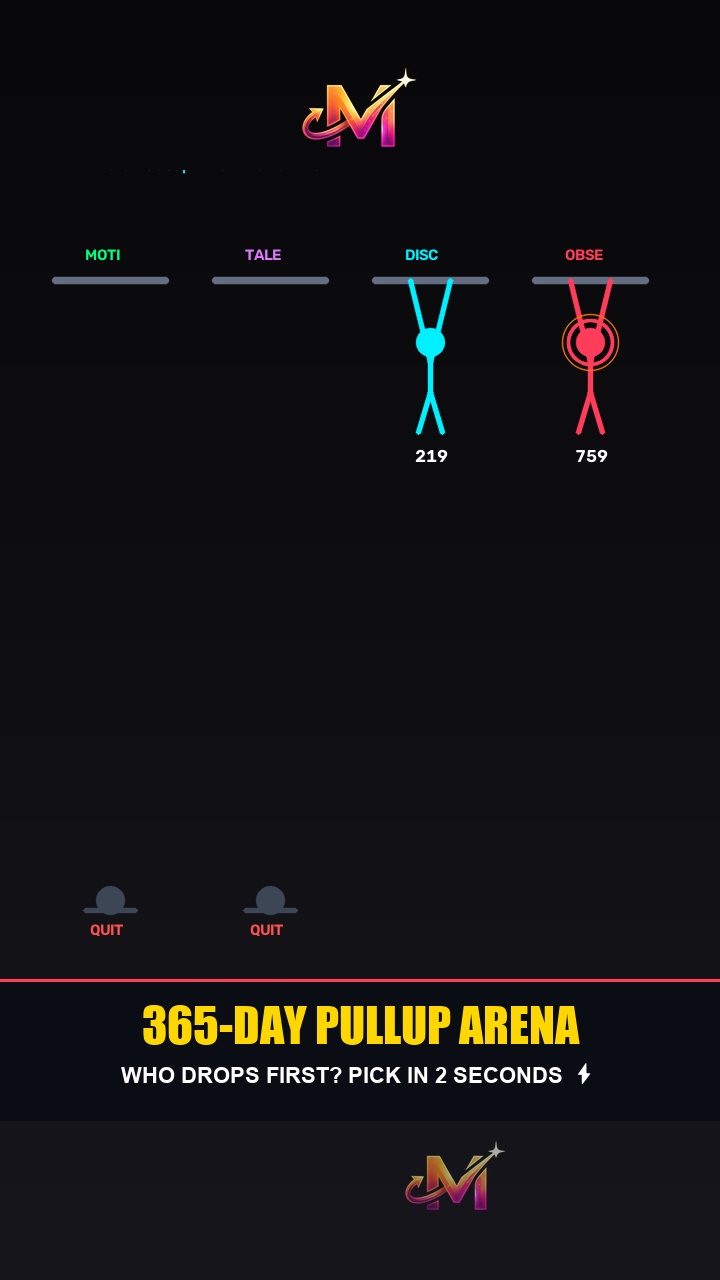 M
MOTI TALE DISC OBSE
219 759
QUIT QUIT
365-DAY PULLUP ARENA
WHO DROPS FIRST? PICK IN 2 SECONDS
M